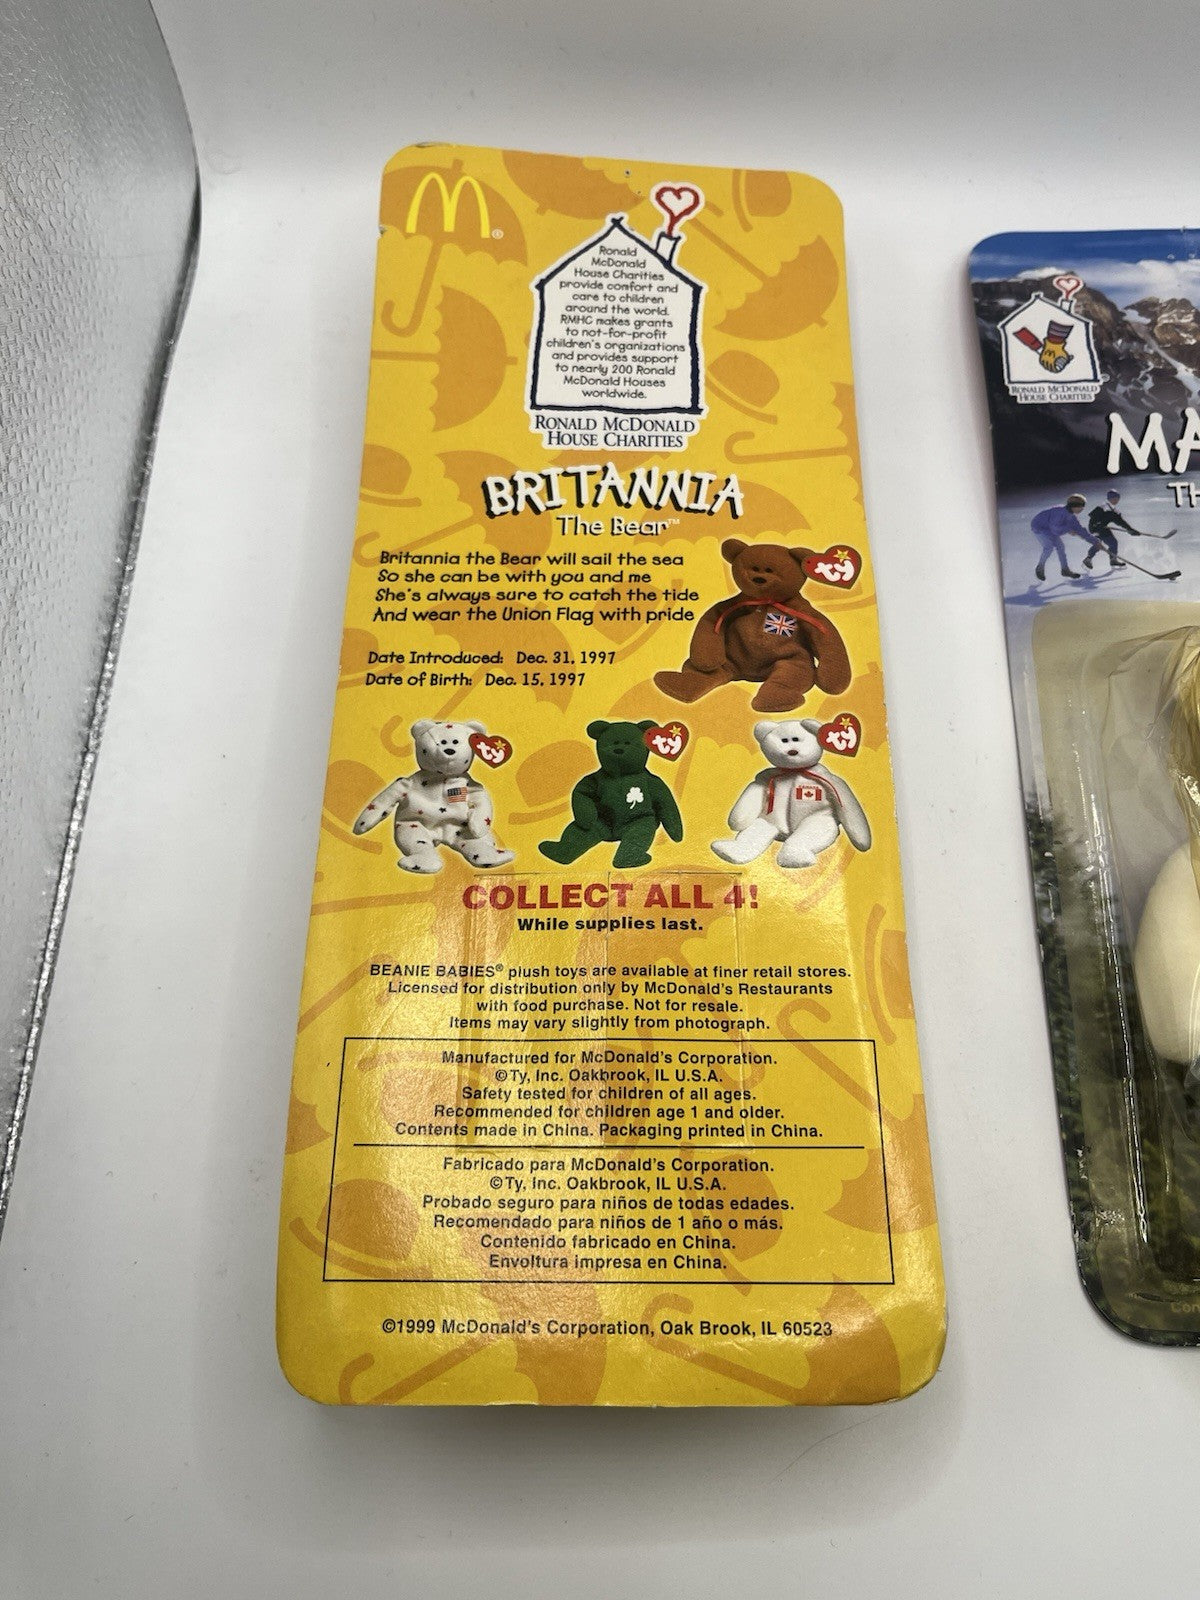 M®
Ronald
McDonald
House Charities
provide comfort and
care to children
around the world.
RMHC makes grants
to not-for-profit
children's organizations
and provides support
to nearly 200 Ronald
McDonald Houses
worldwide.
RONALD MCDONALD
HOUSE CHARITIES
BRITANNIA
The Bear™
Britannia the Bear will sail the sea
So she can be with you and me
She's always sure to catch the tide
And wear the Union Flag with pride
Date Introduced: Dec. 31, 1997
Date of Birth: Dec. 15, 1997
ty
ty
ty
ty
COLLECT ALL 4!
While supplies last.
BEANIE BABIES® plush toys are available at finer retail stores.
Licensed for distribution only by McDonald's Restaurants
with food purchase. Not for resale.
Items may vary slightly from photograph.
Manufactured for McDonald's Corporation.
©Ty, Inc. Oakbrook, IL U.S.A.
Safety tested for children of all ages.
Recommended for children age 1 and older.
Contents made in China. Packaging printed in China.
Fabricado para McDonald's Corporation.
©Ty, Inc. Oakbrook, IL U.S.A.
Probado seguro para niños de todas edades.
Recomendado para niños de 1 año o más.
Contenido fabricado en China.
Envoltura impresa en China.
©1999 McDonald's Corporation, Oak Brook, IL 60523
RONALD MCDONALD
HOUSE CHARITIES
MA
TH